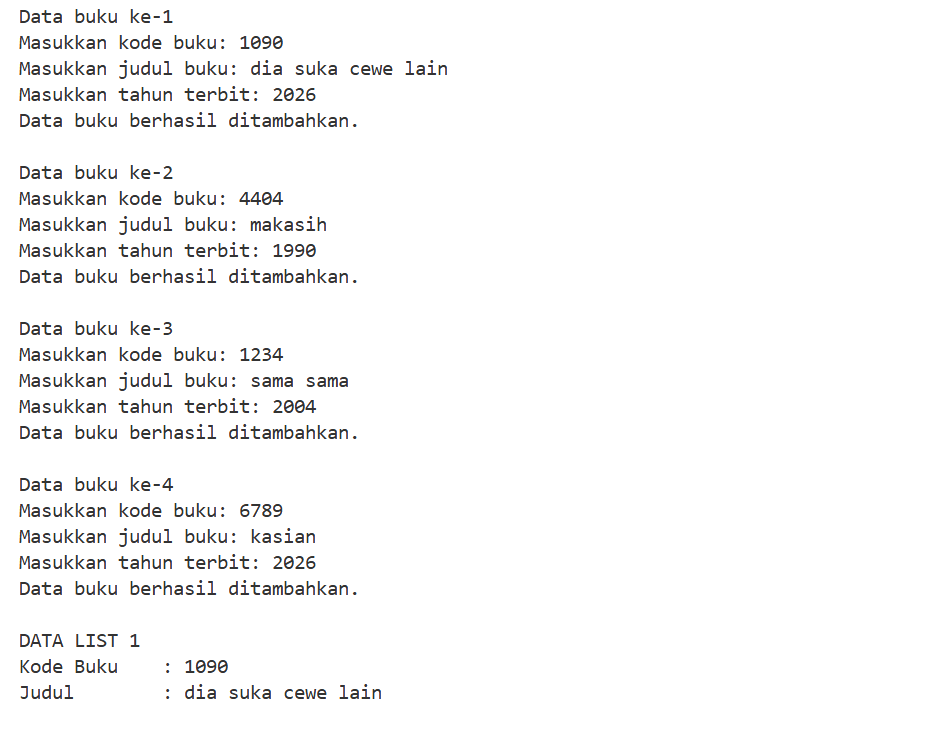 Data buku ke-1
Masukkan kode buku: 1090
Masukkan judul buku: dia suka cewe lain
Masukkan tahun terbit: 2026
Data buku berhasil ditambahkan.
Data buku ke-2
Masukkan kode buku: 4404
Masukkan judul buku: makasih
Masukkan tahun terbit: 1990
Data buku berhasil ditambahkan.
Data buku ke-3
Masukkan kode buku: 1234
Masukkan judul buku: sama sama
Masukkan tahun terbit: 2004
Data buku berhasil ditambahkan.
Data buku ke-4
Masukkan kode buku: 6789
Masukkan judul buku: kasian
Masukkan tahun terbit: 2026
Data buku berhasil ditambahkan.
DATA LIST 1
Kode Buku    : 1090
Judul        : dia suka cewe lain